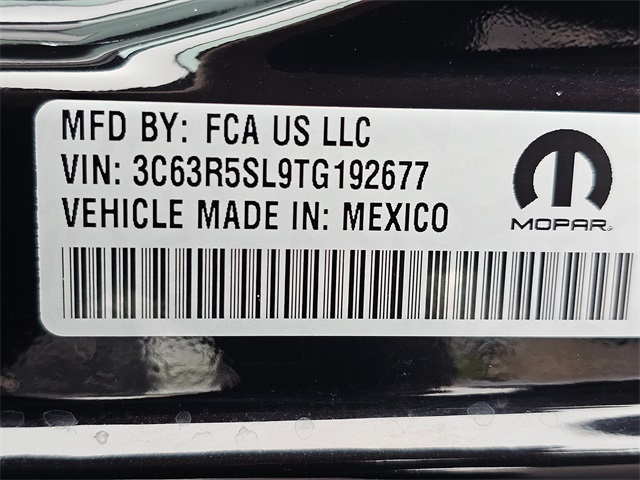 MFD BY: FCA US LLC
VIN: 3C63R5SL9TG192677
VEHICLE MADE IN: MEXICO
MOPAR